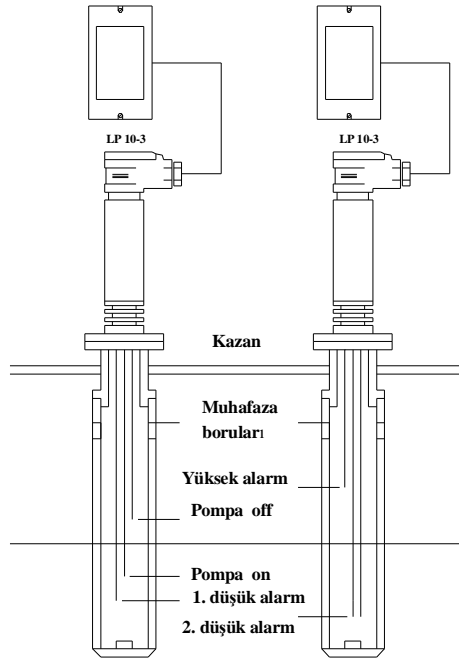 LP 10-3
LP 10-3
Kazan
Muhafaza
boruları
Yüksek alarm
Pompa off
Pompa on
1. düşük alarm
2. düşük alarm